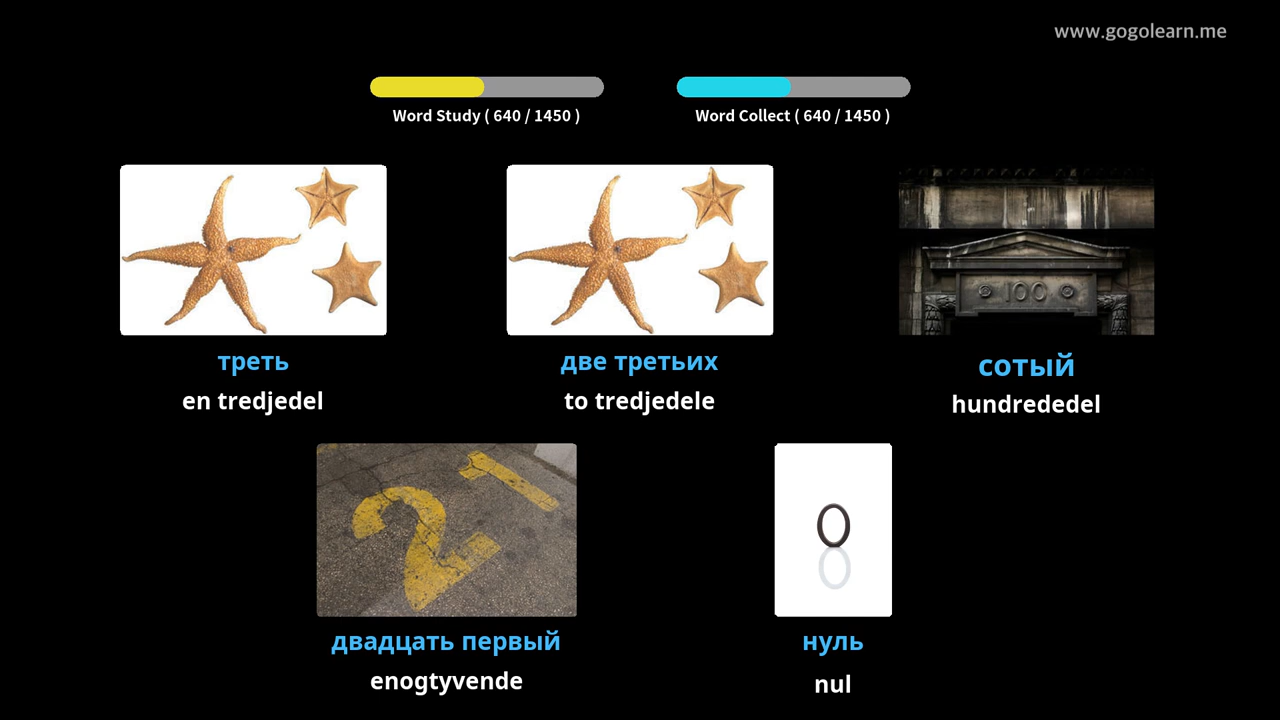 www.gogolearn.me
Word Study ( 640 / 1450 )
Word Collect ( 640 / 1450 )
100
треть
две третьих
сотый
en tredjedel
to tredjedele
hundrededel
21
0
двадцать первый
нуль
enogtyvende
nul